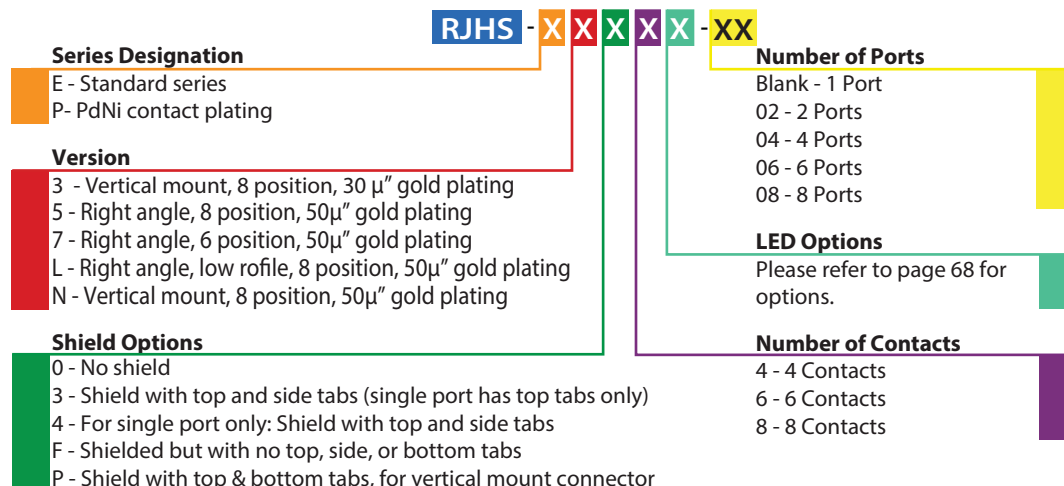 RJHS - X X X X X - XX
Series Designation
E - Standard series
P- PdNi contact plating
Version
3 - Vertical mount, 8 position, 30 µ” gold plating
5 - Right angle, 8 position, 50µ” gold plating
7 - Right angle, 6 position, 50µ” gold plating
L - Right angle, low rofile, 8 position, 50µ” gold plating
N - Vertical mount, 8 position, 50µ” gold plating
Shield Options
0 - No shield
3 - Shield with top and side tabs (single port has top tabs only)
4 - For single port only: Shield with top and side tabs
F - Shielded but with no top, side, or bottom tabs
P - Shield with top & bottom tabs, for vertical mount connector
Number of Ports
Blank - 1 Port
02 - 2 Ports
04 - 4 Ports
06 - 6 Ports
08 - 8 Ports
LED Options
Please refer to page 68 for
options.
Number of Contacts
4 - 4 Contacts
6 - 6 Contacts
8 - 8 Contacts